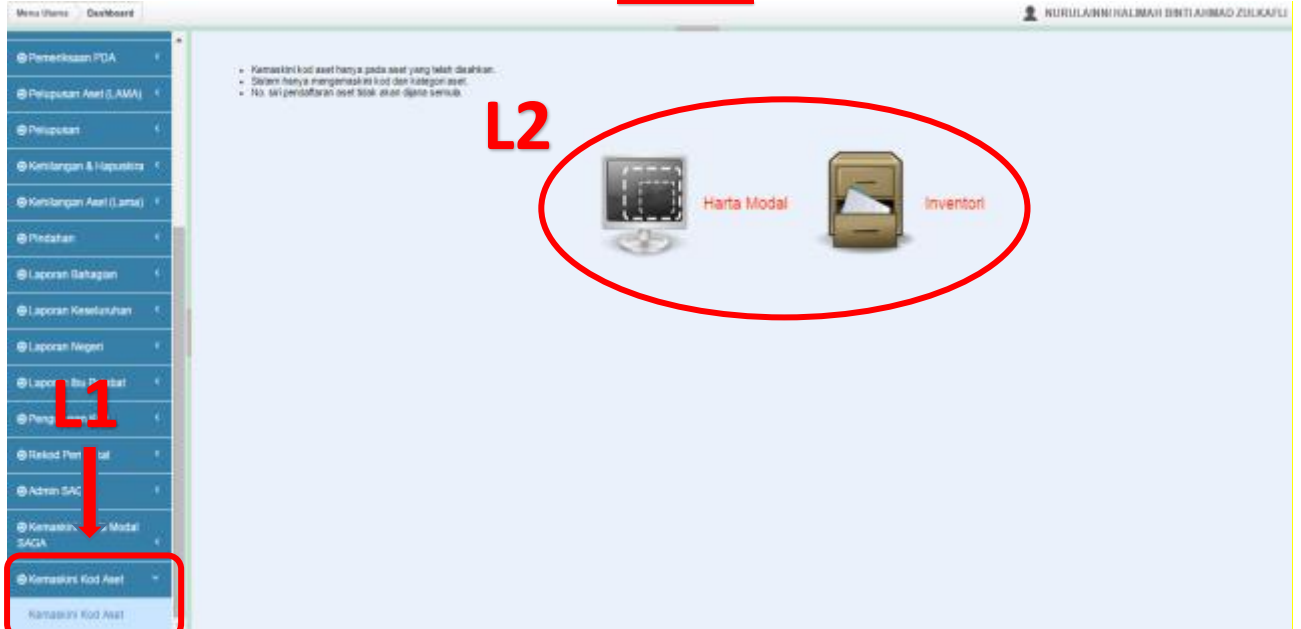 Menu Utama Dashboard
NURULAINNI HALIMAH BINTI AHMAD ZULKAFLI
Pemeriksaan PDA
Pelupusan Aset (LAMA)
Pelupusan
Kehilangan & Hapuskira
Kehilangan Aset (Lama)
Pindahan
Laporan Bahagian
Laporan Keseluruhan
Laporan Negeri
Laporan Ibu
Rekod
Admin
Modal
SAGA
Kemaskini Kod Aset
Kemaskini Kod Aset
L1
Kemaskini kod aset hanya pada aset yang telah disahkan.
Sistem hanya mengemaskini kod dan kategori aset.
No. siri pendaftaran aset tidak akan dijana semula.
L2
Harta Modal
Inventori